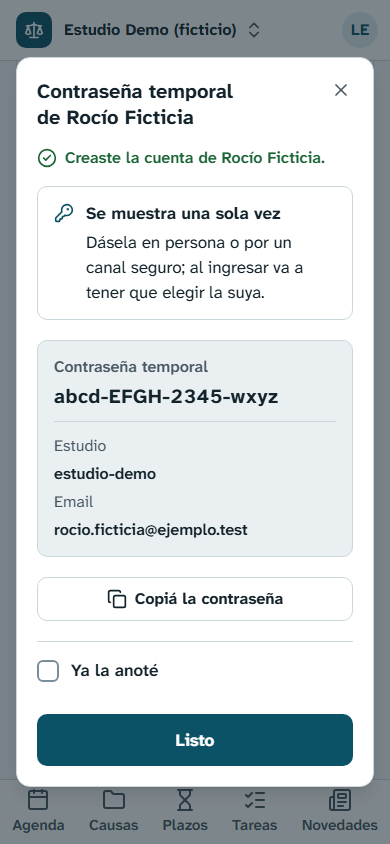 Estudio Demo (ficticio)
LE
Contraseña temporal
de Rocío Ficticia
Creaste la cuenta de Rocío Ficticia.
Se muestra una sola vez
Dásela en persona o por un
canal seguro; al ingresar va a
tener que elegir la suya.
Contraseña temporal
abcd-EFGH-2345-wxyz
Estudio
estudio-demo
Email
rocio.ficticia@ejemplo.test
Copiá la contraseña
Ya la anoté
Listo
Agenda
Causas
Plazos
Tareas
Novedades